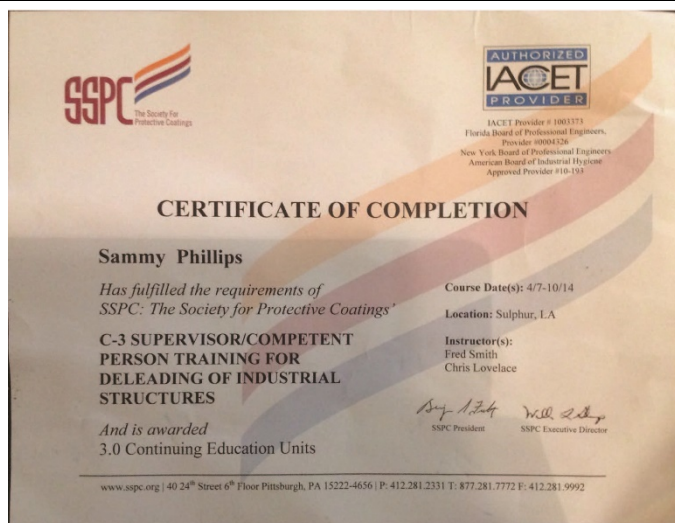 SSPC
The Society For
Protective Coatings
AUTHORIZED
IACET
PROVIDER
IACET Provider # 1003373
Florida Board of Professional Engineers,
Provider #0004326
New York Board of Professional Engineers
American Board of Industrial Hygiene
Approved Provider #10-193
CERTIFICATE OF COMPLETION
Sammy Phillips
Has fulfilled the requirements of
SSPC: The Society for Protective Coatings'
C-3 SUPERVISOR/COMPETENT
PERSON TRAINING FOR
DELEADING OF INDUSTRIAL
STRUCTURES
And is awarded
3.0 Continuing Education Units
Course Date(s): 4/7-10/14
Location: Sulphur, LA
Instructor(s):
Fred Smith
Chris Lovelace
SSPC President
SSPC Executive Director
www.sspc.org | 40 24th Street 6th Floor Pittsburgh, PA 15222-4656 | P: 412.281.2331 T: 877.281.7772 F: 412.281.9992